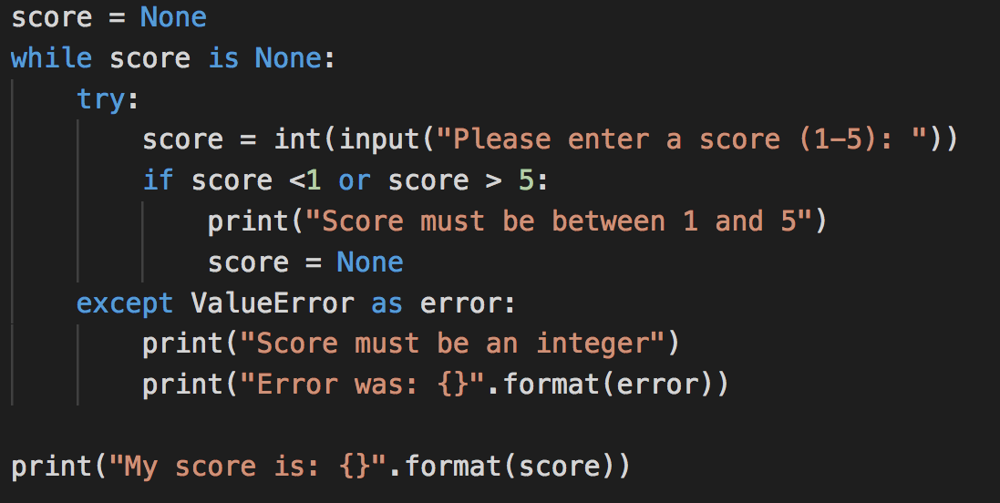 score = None
while score is None:
    try:
        score = int(input("Please enter a score (1-5): "))
        if score <1 or score > 5:
            print("Score must be between 1 and 5")
            score = None
    except ValueError as error:
        print("Score must be an integer")
        print("Error was: {}".format(error))

print("My score is: {}".format(score))